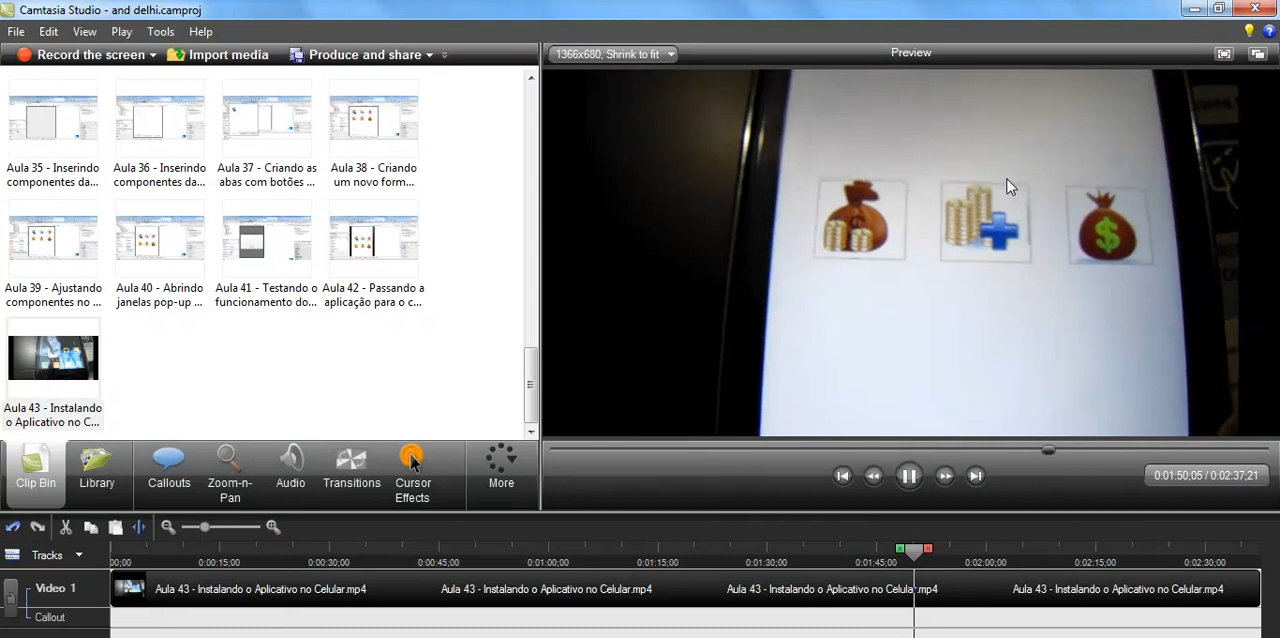 Camtasia Studio - and delhi.camproj
File Edit View Play Tools Help
Record the screen Import media Produce and share
1366x680, Shrink to fit Preview
Aula 35 - Inserindo componentes da...
Aula 36 - Inserindo componentes da...
Aula 37 - Criando as abas com botões ...
Aula 38 - Criando um novo form...
Aula 39 - Ajustando componentes no ...
Aula 40 - Abrindo janelas pop-up ...
Aula 41 - Testando o funcionamento do...
Aula 42 - Passando a aplicação para o c...
Aula 43 - Instalando o Aplicativo no C...
Clip Bin Library Callouts Zoom-n-Pan Audio Transitions Cursor Effects More
0:01:50;05 / 0:02:37;21
Tracks
00;00 0:00:15;00 0:00:30;00 0:00:45;00 0:01:00;00 0:01:15;00 0:01:30;00 0:01:45;00 0:02:00;00 0:02:15;00 0:02:30;00
Video 1 Aula 43 - Instalando o Aplicativo no Celular.mp4 Aula 43 - Instalando o Aplicativo no Celular.mp4 Aula 43 - Instalando o Aplicativo no Celular.mp4 Aula 43 - Instalando o Aplicativo no Celular.mp4
Callout